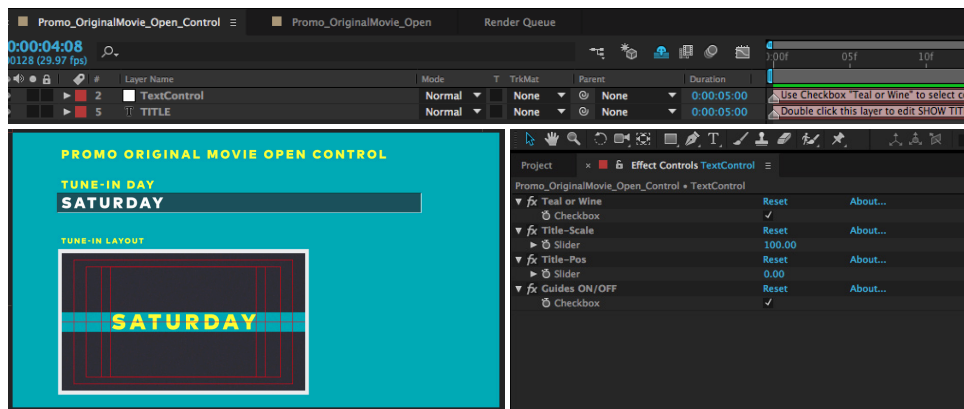 Promo_OriginalMovie_Open_Control
Promo_OriginalMovie_Open
Render Queue
0:00:04:08
00128 (29.97 fps)
# Layer Name Mode T TrkMat Parent Duration
05f 10f
2 TextControl Normal None None 0:00:05:00
Use Checkbox "Teal or Wine" to select
5 T TITLE Normal None None 0:00:05:00
Double click this layer to edit SHOW
PROMO ORIGINAL MOVIE OPEN CONTROL
TUNE-IN DAY
SATURDAY
TUNE-IN LAYOUT
SATURDAY
Project × Effect Controls TextControl
Promo_OriginalMovie_Open_Control • TextControl
fx Teal or Wine Reset About...
Checkbox
fx Title-Scale Reset About...
Slider 100.00
fx Title-Pos Reset About...
Slider 0.00
fx Guides ON/OFF Reset About...
Checkbox